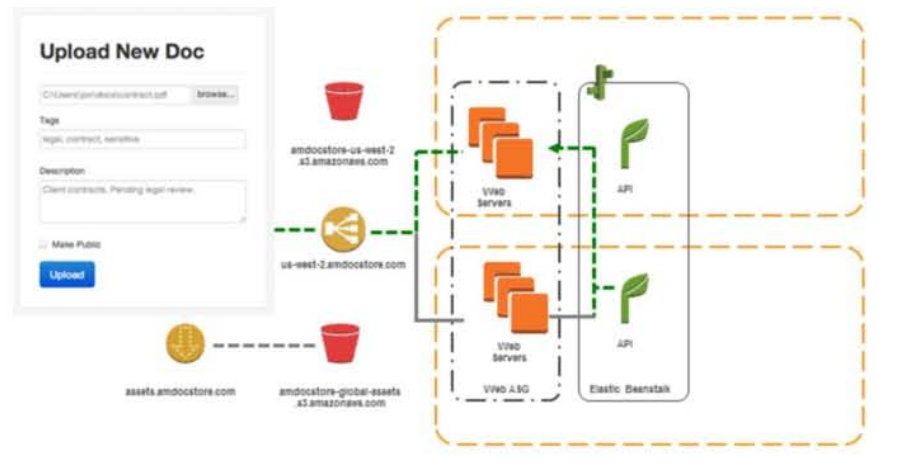 Upload New Doc
browse...
Tags
legal, contract, sensitive
Description
Client contracts. Pending legal review.
Make Public
Upload
amdocstore-us-west-2
.s3.amazonaws.com
us-west-2.amdocstore.com
assets.amdocstore.com
amdocstore-global-assets
.s3.amazonaws.com
Web
Servers
API
Web
Servers
API
Web ASG
Elastic Beanstalk